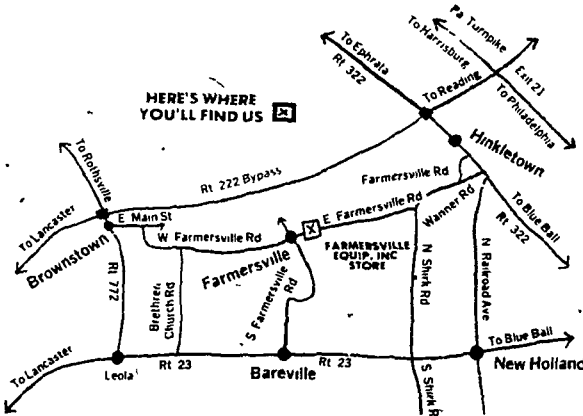 Pa Turnpike
To Harrisburg
Exit 21
To Philadelphia
To Ephrata
Rt 322
To Reading
HERE'S WHERE
YOU'LL FIND US X
Hinkletown
To Rothsville
Rt 222 Bypass
Farmersville Rd
To Lancaster
E Main St
X
E Farmersville Rd
Wanner Rd
To Blue Ball
Rt 322
Brownstown
W Farmersville Rd
Farmersville
FARMERSVILLE
EQUIP. INC
STORE
Rt 772
Brethren
Church Rd
S Farmersville
Rd
N Shirk Rd
N Railroad Ave
To Lancaster
Leola
Rt 23
Bareville
Rt 23
To Blue Ball
New Holland
S Shirk R